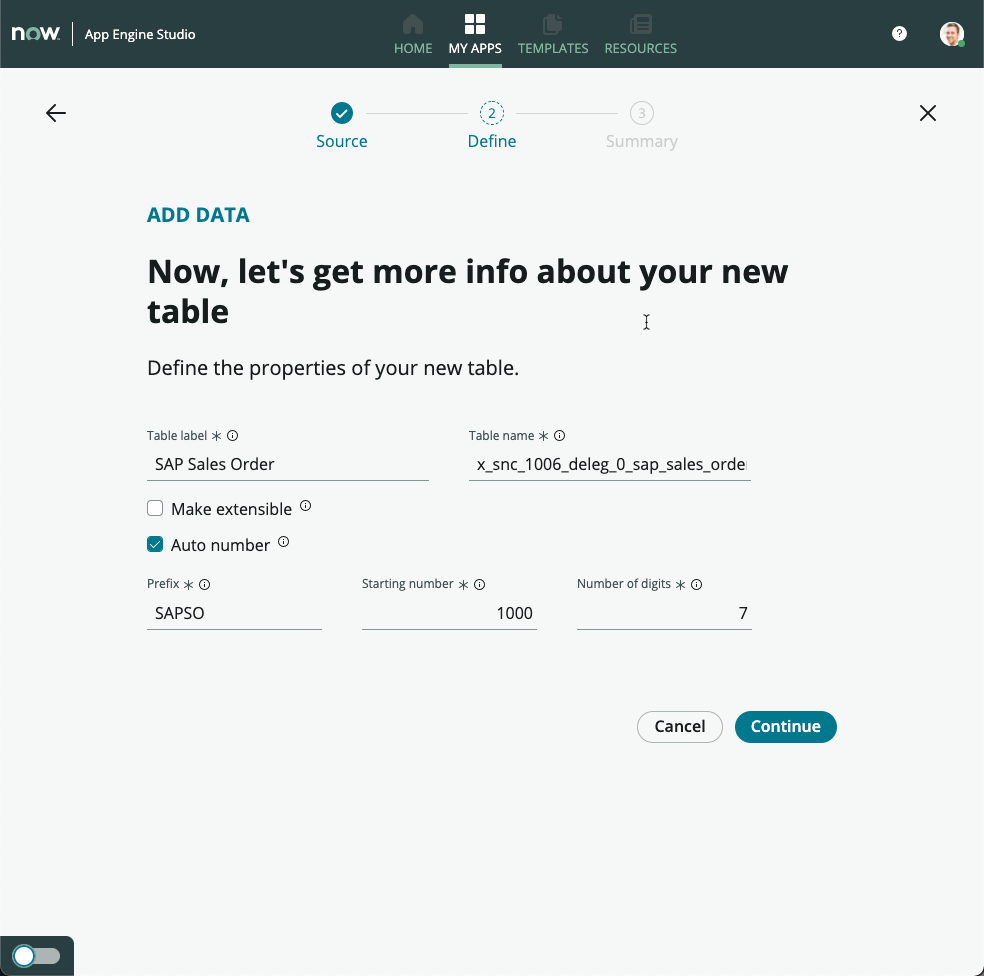 now. App Engine Studio
HOME MY APPS TEMPLATES RESOURCES
?
2 3
Source Define Summary
ADD DATA
Now, let's get more info about your new
table
Define the properties of your new table.
Table label * Table name *
SAP Sales Order x_snc_1006_deleg_0_sap_sales_orde
Make extensible
Auto number
Prefix * Starting number * Number of digits *
SAPSO 1000 7
Cancel Continue